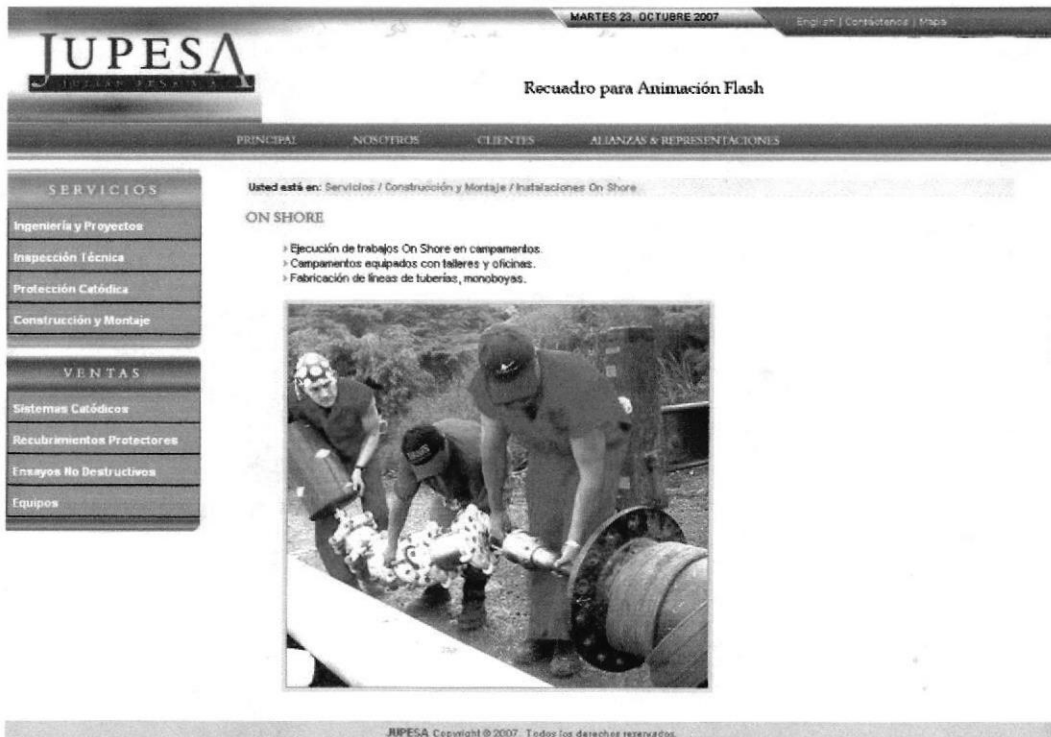 MARTES 23, OCTUBRE 2007
English | Contáctenos | Mapa
JUPESA
Recuadro para Animación Flash
PRINCIPAL NOSOTROS CLIENTES ALIANZAS & REPRESENTACIONES
SERVICIOS
Ingeniería y Proyectos
Inspección Técnica
Protección Catódica
Construcción y Montaje
VENTAS
Sistemas Catódicos
Recubrimientos Protectores
Ensayos No Destructivos
Equipos
Usted está en: Servicios / Construcción y Montaje / Instalaciones On Shore
ON SHORE
> Ejecución de trabajos On Shore en campamentos.
> Campamentos equipados con talleres y oficinas.
> Fabricación de líneas de tuberías, monoboyas.
JUPESA Copyright © 2007. Todos los derechos reservados.